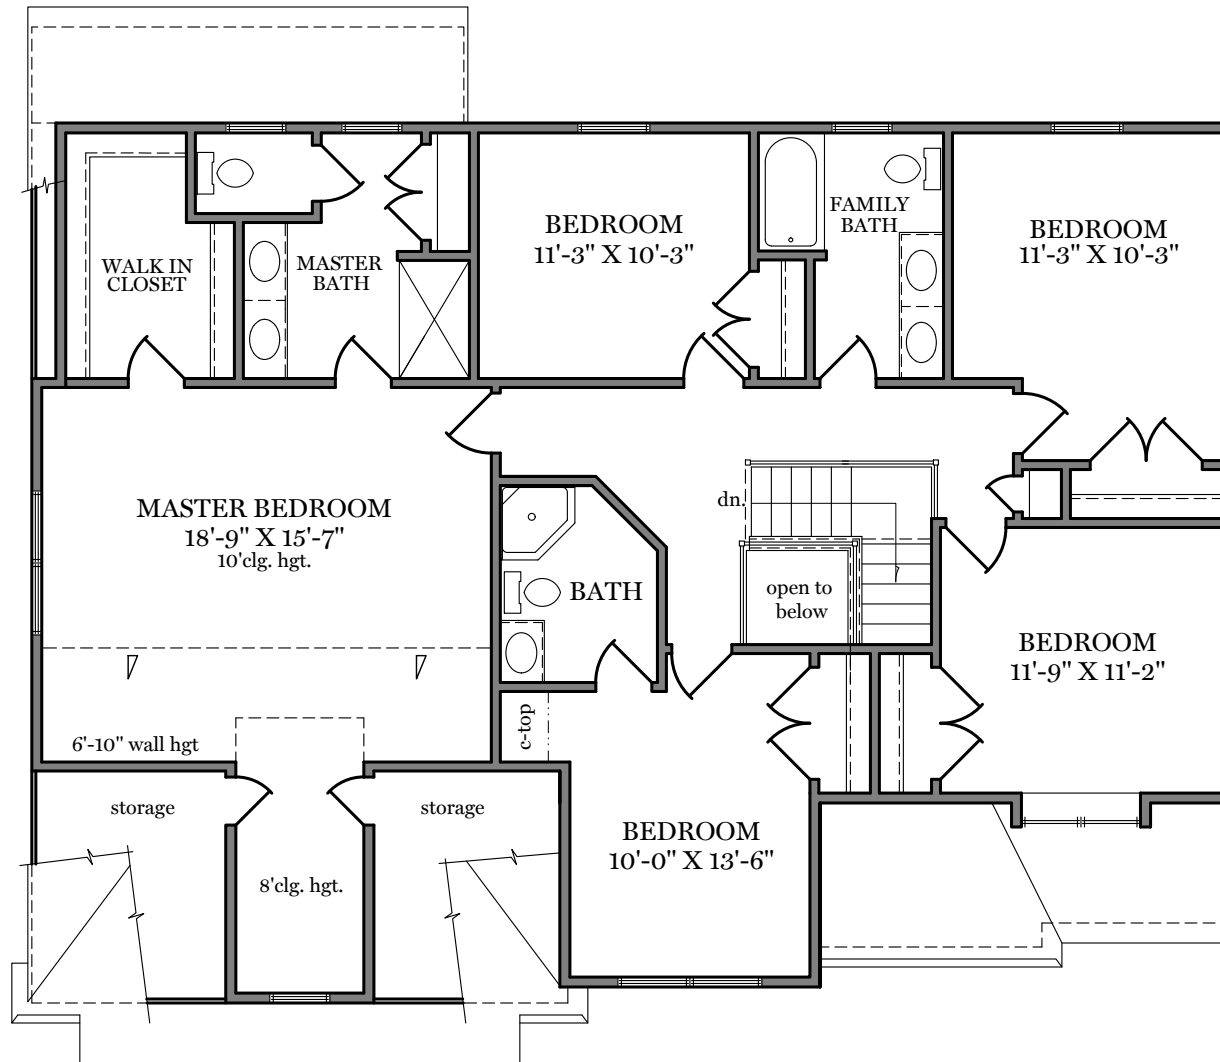 BEDROOM
11'-3" X 10'-3"
FAMILY
BATH
BEDROOM
11'-3" X 10'-3"
WALK IN
CLOSET
MASTER
BATH
MASTER BEDROOM
18'-9" X 15'-7"
10'clg. hgt.
dn.
BATH
open to
below
BEDROOM
11'-9" X 11'-2"
c-top
6'-10" wall hgt
storage
storage
BEDROOM
10'-0" X 13'-6"
8'clg. hgt.